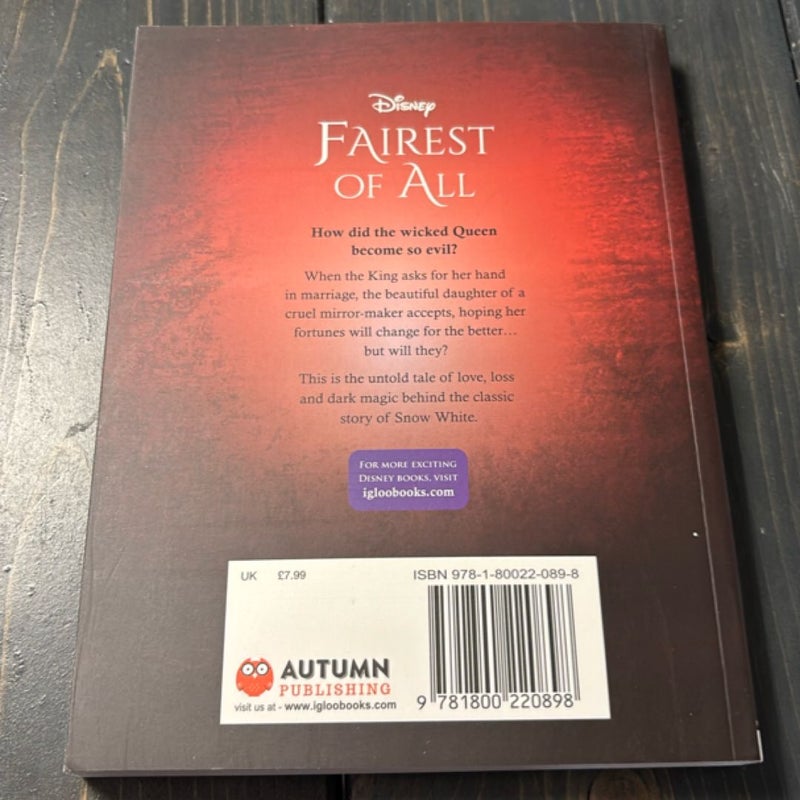 Disney
FAIREST
OF ALL
How did the wicked Queen
become so evil?
When the King asks for her hand
in marriage, the beautiful daughter of a
cruel mirror-maker accepts, hoping her
fortunes will change for the better...
but will they?
This is the untold tale of love, loss
and dark magic behind the classic
story of Snow White.
FOR MORE EXCITING
DISNEY BOOKS, VISIT
igloobooks.com
UK £7.99
ISBN 978-1-80022-089-8
AUTUMN
PUBLISHING
visit us at - www.igloobooks.com
9 781800 220898